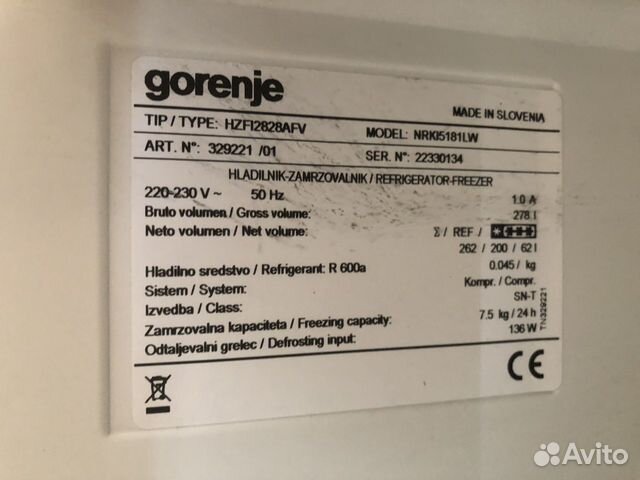 gorenje
MADE IN SLOVENIA
TIP / TYPE: HZFI2828AFV MODEL: NRKI5181LW
ART. N°: 329221 /01 SER. N°: 22330134
HLADILNIK-ZAMRZOVALNIK / REFRIGERATOR-FREEZER
220-230 V ~ 50 Hz 1.0 A
Bruto volumen / Gross volume: 278 l
Neto volumen / Net volume: Σ / REF /
262 / 200 / 62 l
Hladilno sredstvo / Refrigerant: R 600a 0.045/ kg
Sistem / System: Kompr. / Compr.
Izvedba / Class: SN-T
Zamrzovalna kapaciteta / Freezing capacity: 7.5 kg / 24 h
Odtaljevalni grelec / Defrosting input: 136 W
TN329221
CE
Avito